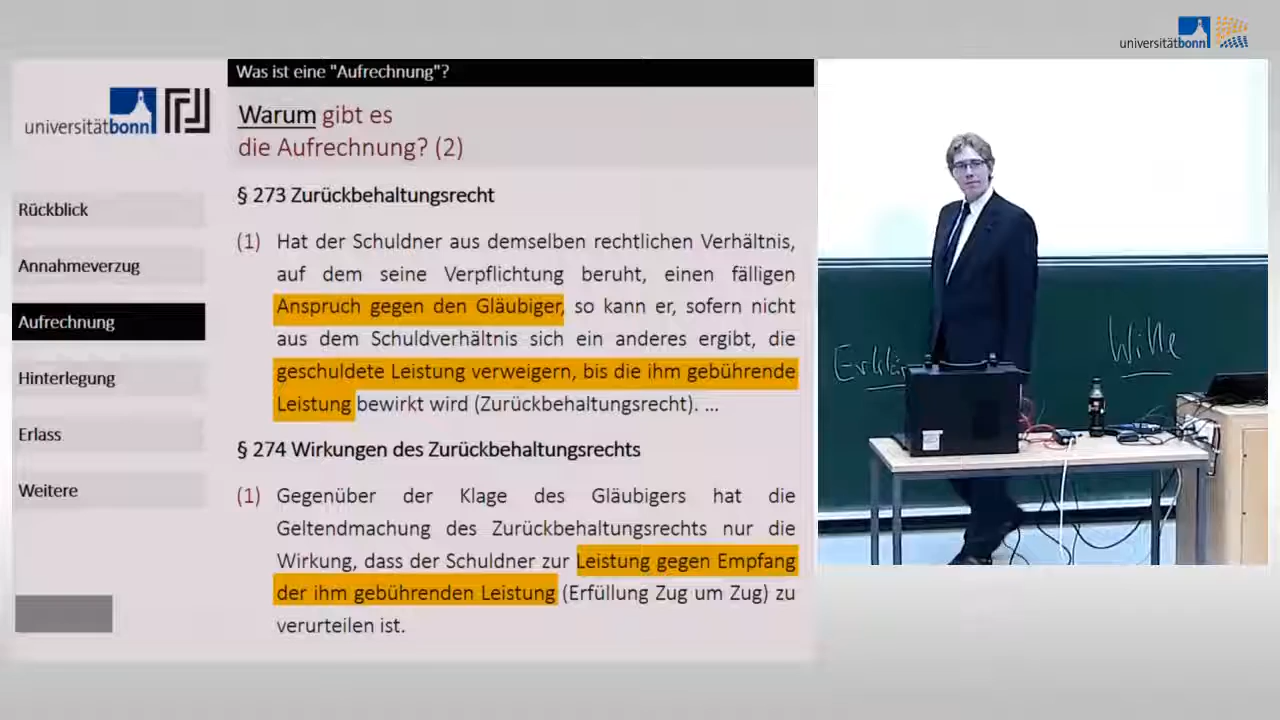 universitätbonn
universitätbonn
Was ist eine "Aufrechnung"?
Warum gibt es
die Aufrechnung? (2)
Rückblick
Annahmeverzug
Aufrechnung
Hinterlegung
Erlass
Weitere
§ 273 Zurückbehaltungsrecht
(1) Hat der Schuldner aus demselben rechtlichen Verhältnis,
auf dem seine Verpflichtung beruht, einen fälligen
Anspruch gegen den Gläubiger, so kann er, sofern nicht
aus dem Schuldverhältnis sich ein anderes ergibt, die
geschuldete Leistung verweigern, bis die ihm gebührende
Leistung bewirkt wird (Zurückbehaltungsrecht). ...
§ 274 Wirkungen des Zurückbehaltungsrechts
(1) Gegenüber der Klage des Gläubigers hat die
Geltendmachung des Zurückbehaltungsrechts nur die
Wirkung, dass der Schuldner zur Leistung gegen Empfang
der ihm gebührenden Leistung (Erfüllung Zug um Zug) zu
verurteilen ist.
Erklär
Wille